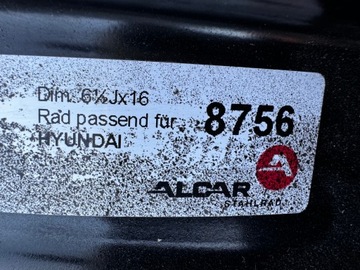 Dim. 6½Jx16
Rad passend für
HYUNDAI
8756
ALCAR
STAHLRAD